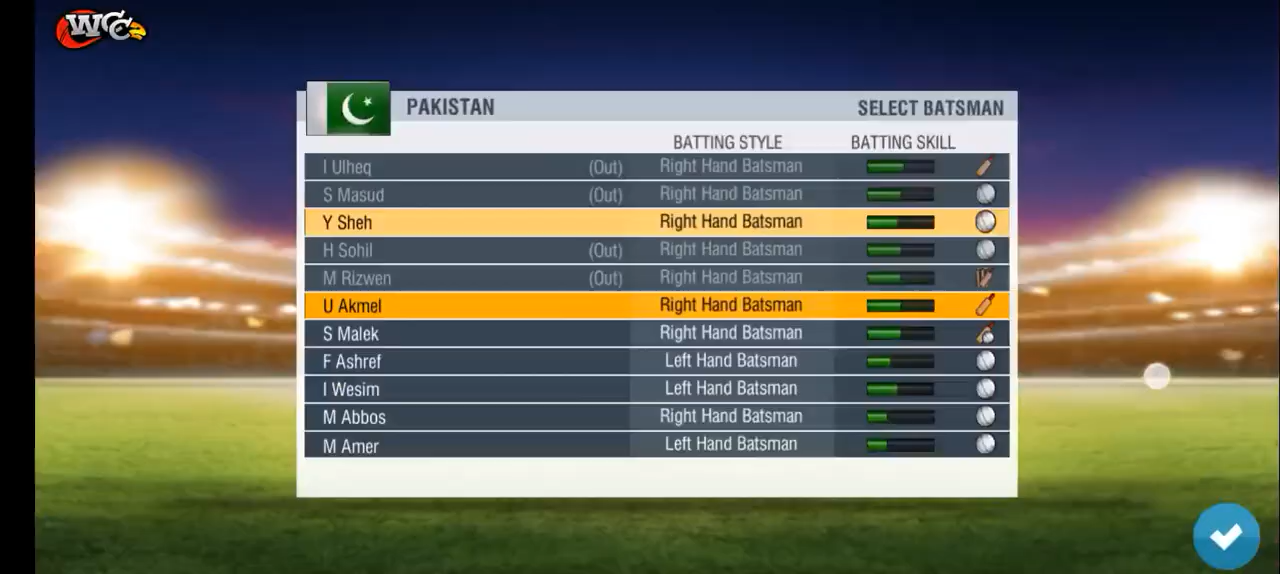 WCC2
PAKISTAN SELECT BATSMAN
BATTING STYLE BATTING SKILL
I Ulheq (Out) Right Hand Batsman
S Masud (Out) Right Hand Batsman
Y Sheh Right Hand Batsman
H Sohil (Out) Right Hand Batsman
M Rizwen (Out) Right Hand Batsman
U Akmel Right Hand Batsman
S Malek Right Hand Batsman
F Ashref Left Hand Batsman
I Wesim Left Hand Batsman
M Abbos Right Hand Batsman
M Amer Left Hand Batsman